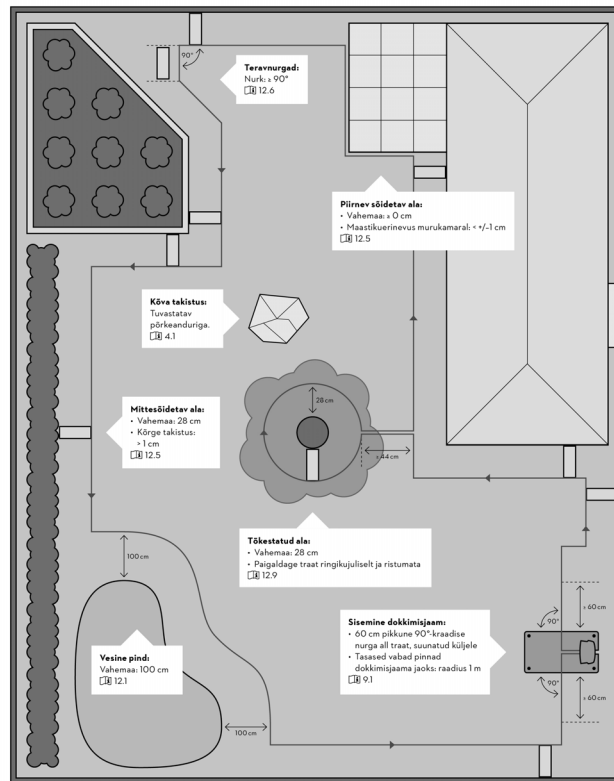 90°
Teravnurgad:
Nurk: ≥ 90°
12.6
Piirnev sõidetav ala:
• Vahemaa: ≥ 0 cm
• Maastikuerinevus murukamaral: < +/–1 cm
12.5
Kõva takistus:
Tuvastatav
põrkeanduriga.
4.1
28 cm
Mittesõidetav ala:
• Vahemaa: 28 cm
• Kõrge takistus:
> 1 cm
12.5
≥ 44 cm
Tõkestatud ala:
• Vahemaa: 28 cm
• Paigaldage traat ringikujuliselt ja ristumata
12.9
100 cm
≥ 60 cm
Sisemine dokkimisjaam:
• 60 cm pikkune 90°-kraadise
nurga all traat, suunatud küljele
• Tasased vabad pinnad
dokkimisjaama jaoks: raadius 1 m
9.1
90°
90°
≥ 60 cm
Vesine pind:
Vahemaa: 100 cm
12.1
100 cm